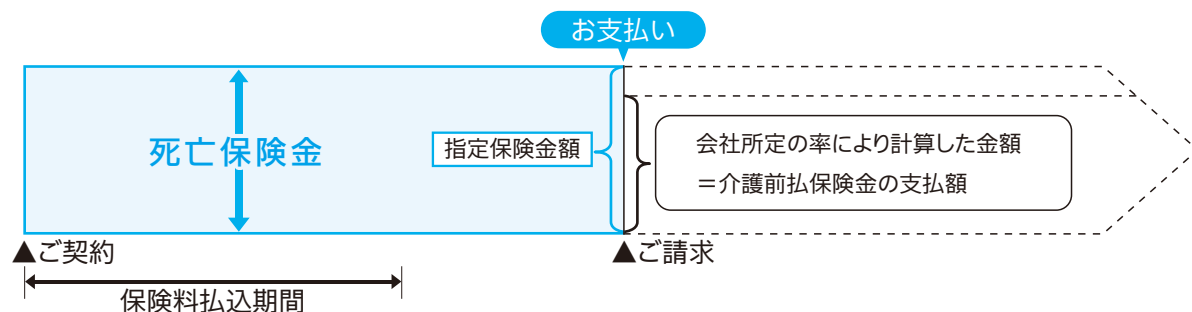 お支払い
死亡保険金
指定保険金額
会社所定の率により計算した金額
＝介護前払保険金の支払額
▲ご契約
▲ご請求
保険料払込期間